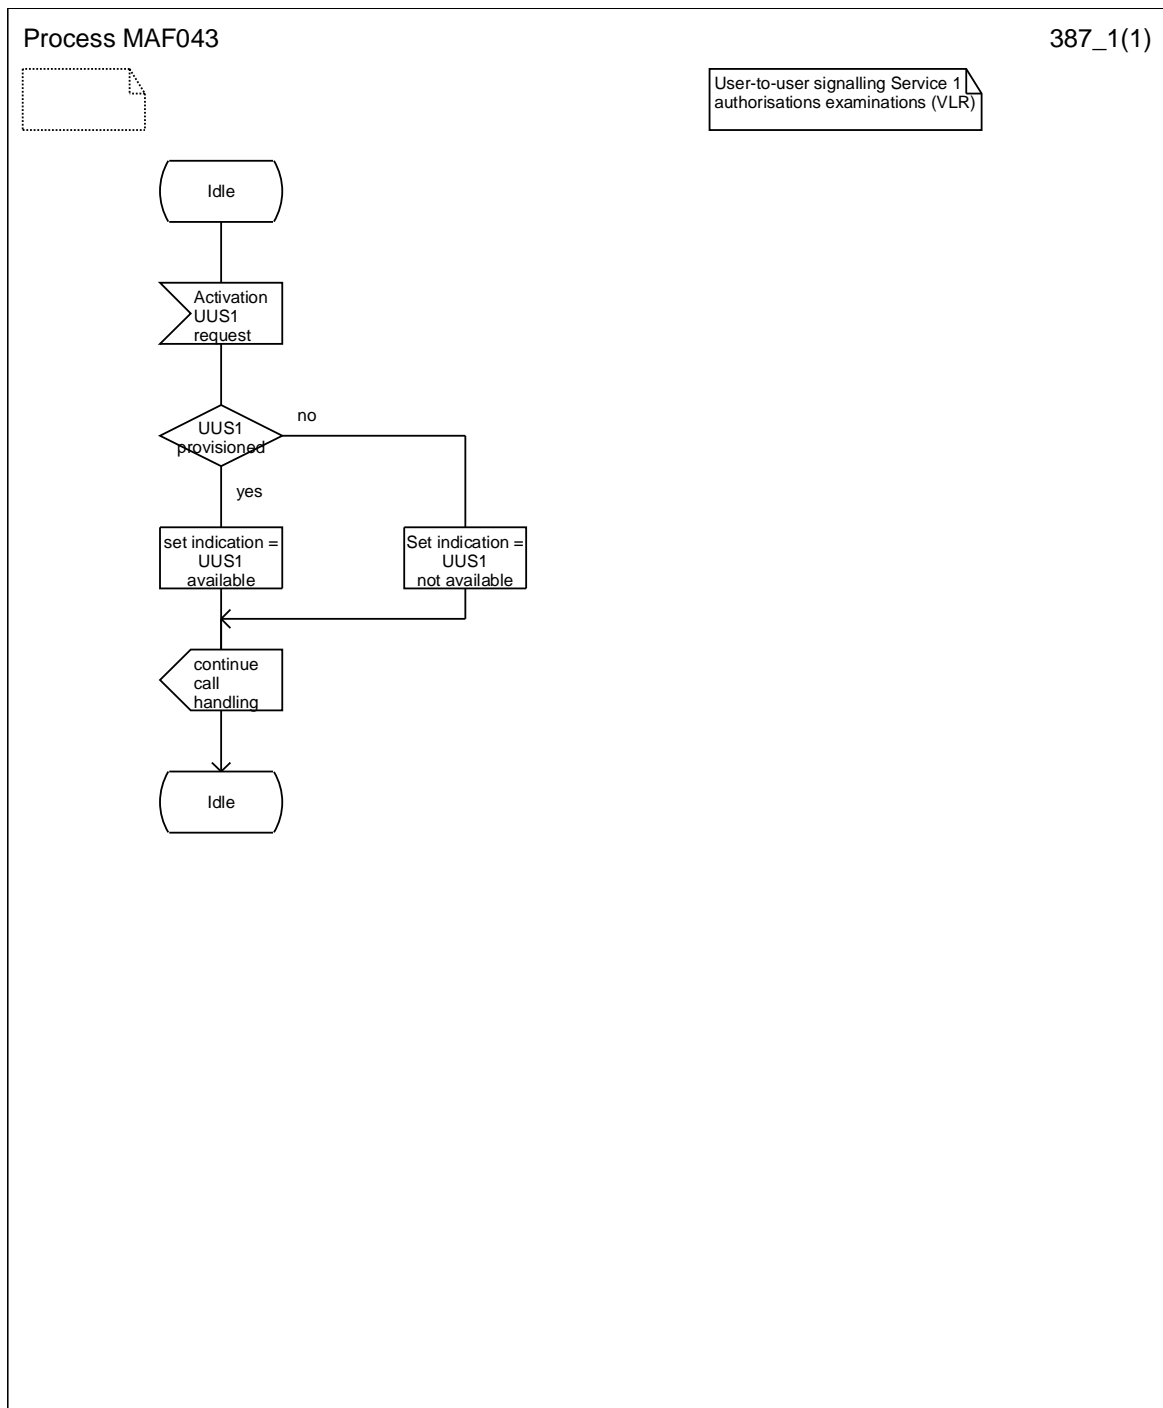 Process MAF043
387_1(1)
User-to-user signalling Service 1
authorisations examinations (VLR)
Idle
Activation
UUS1
request
UUS1
provisioned
no
yes
set indication =
UUS1
available
Set indication =
UUS1
not available
continue
call
handling
Idle